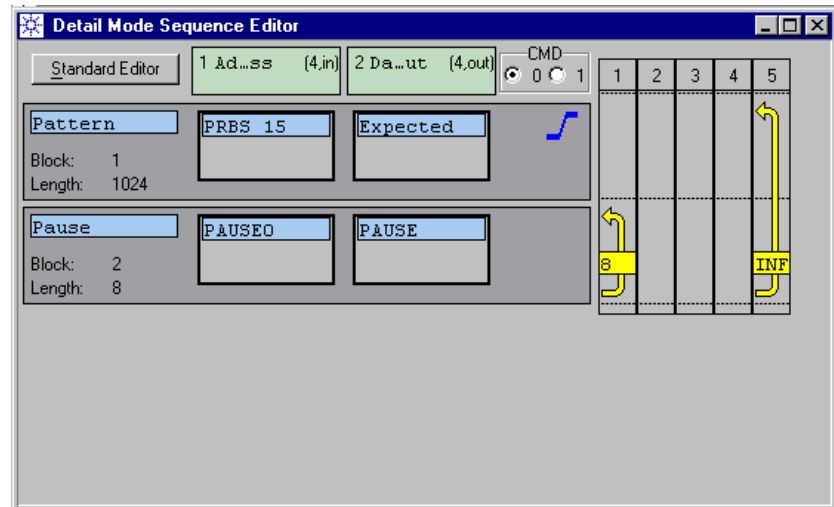 Detail Mode Sequence Editor
Standard Editor
1 Ad…ss (4,in)
2 Da…ut (4,out)
CMD
0 1
1 2 3 4 5
Pattern
PRBS 15
Expected
Block: 1
Length: 1024
Pause
PAUSE0
PAUSE
Block: 2
Length: 8
8
INF